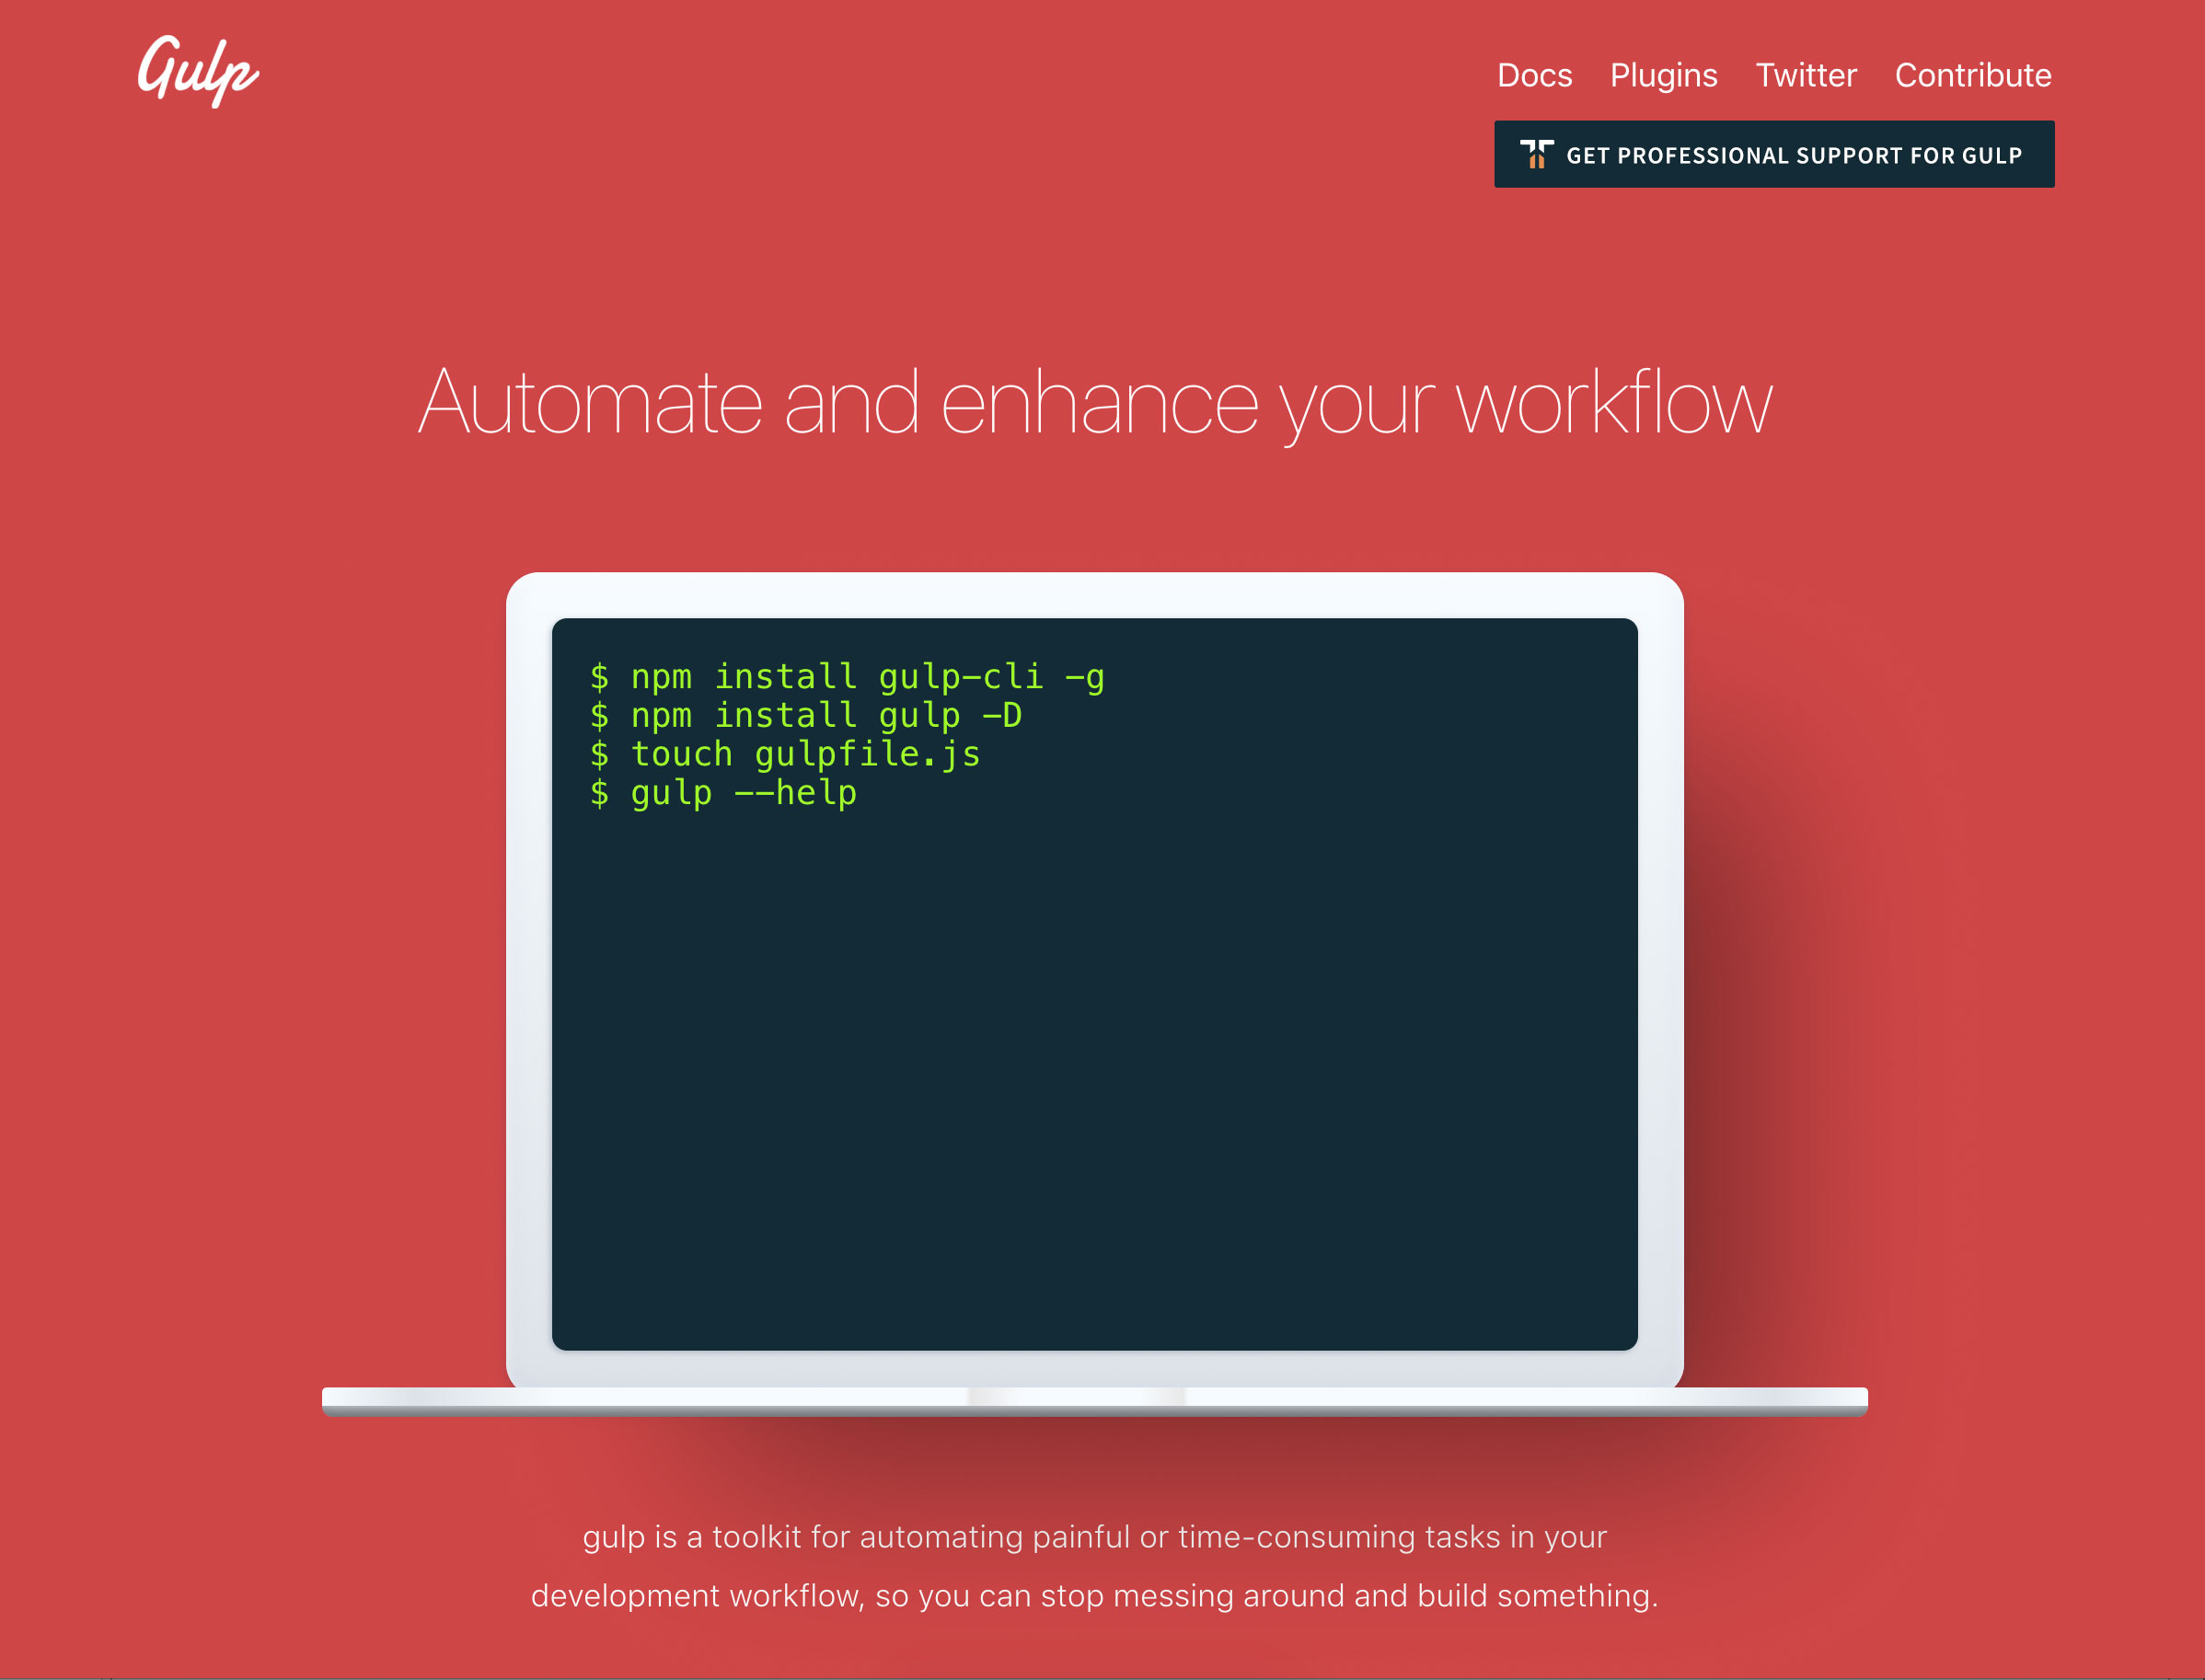 Gulp
Docs Plugins Twitter Contribute
GET PROFESSIONAL SUPPORT FOR GULP
Automate and enhance your workflow
$ npm install gulp-cli -g
$ npm install gulp -D
$ touch gulpfile.js
$ gulp --help
gulp is a toolkit for automating painful or time-consuming tasks in your
development workflow, so you can stop messing around and build something.